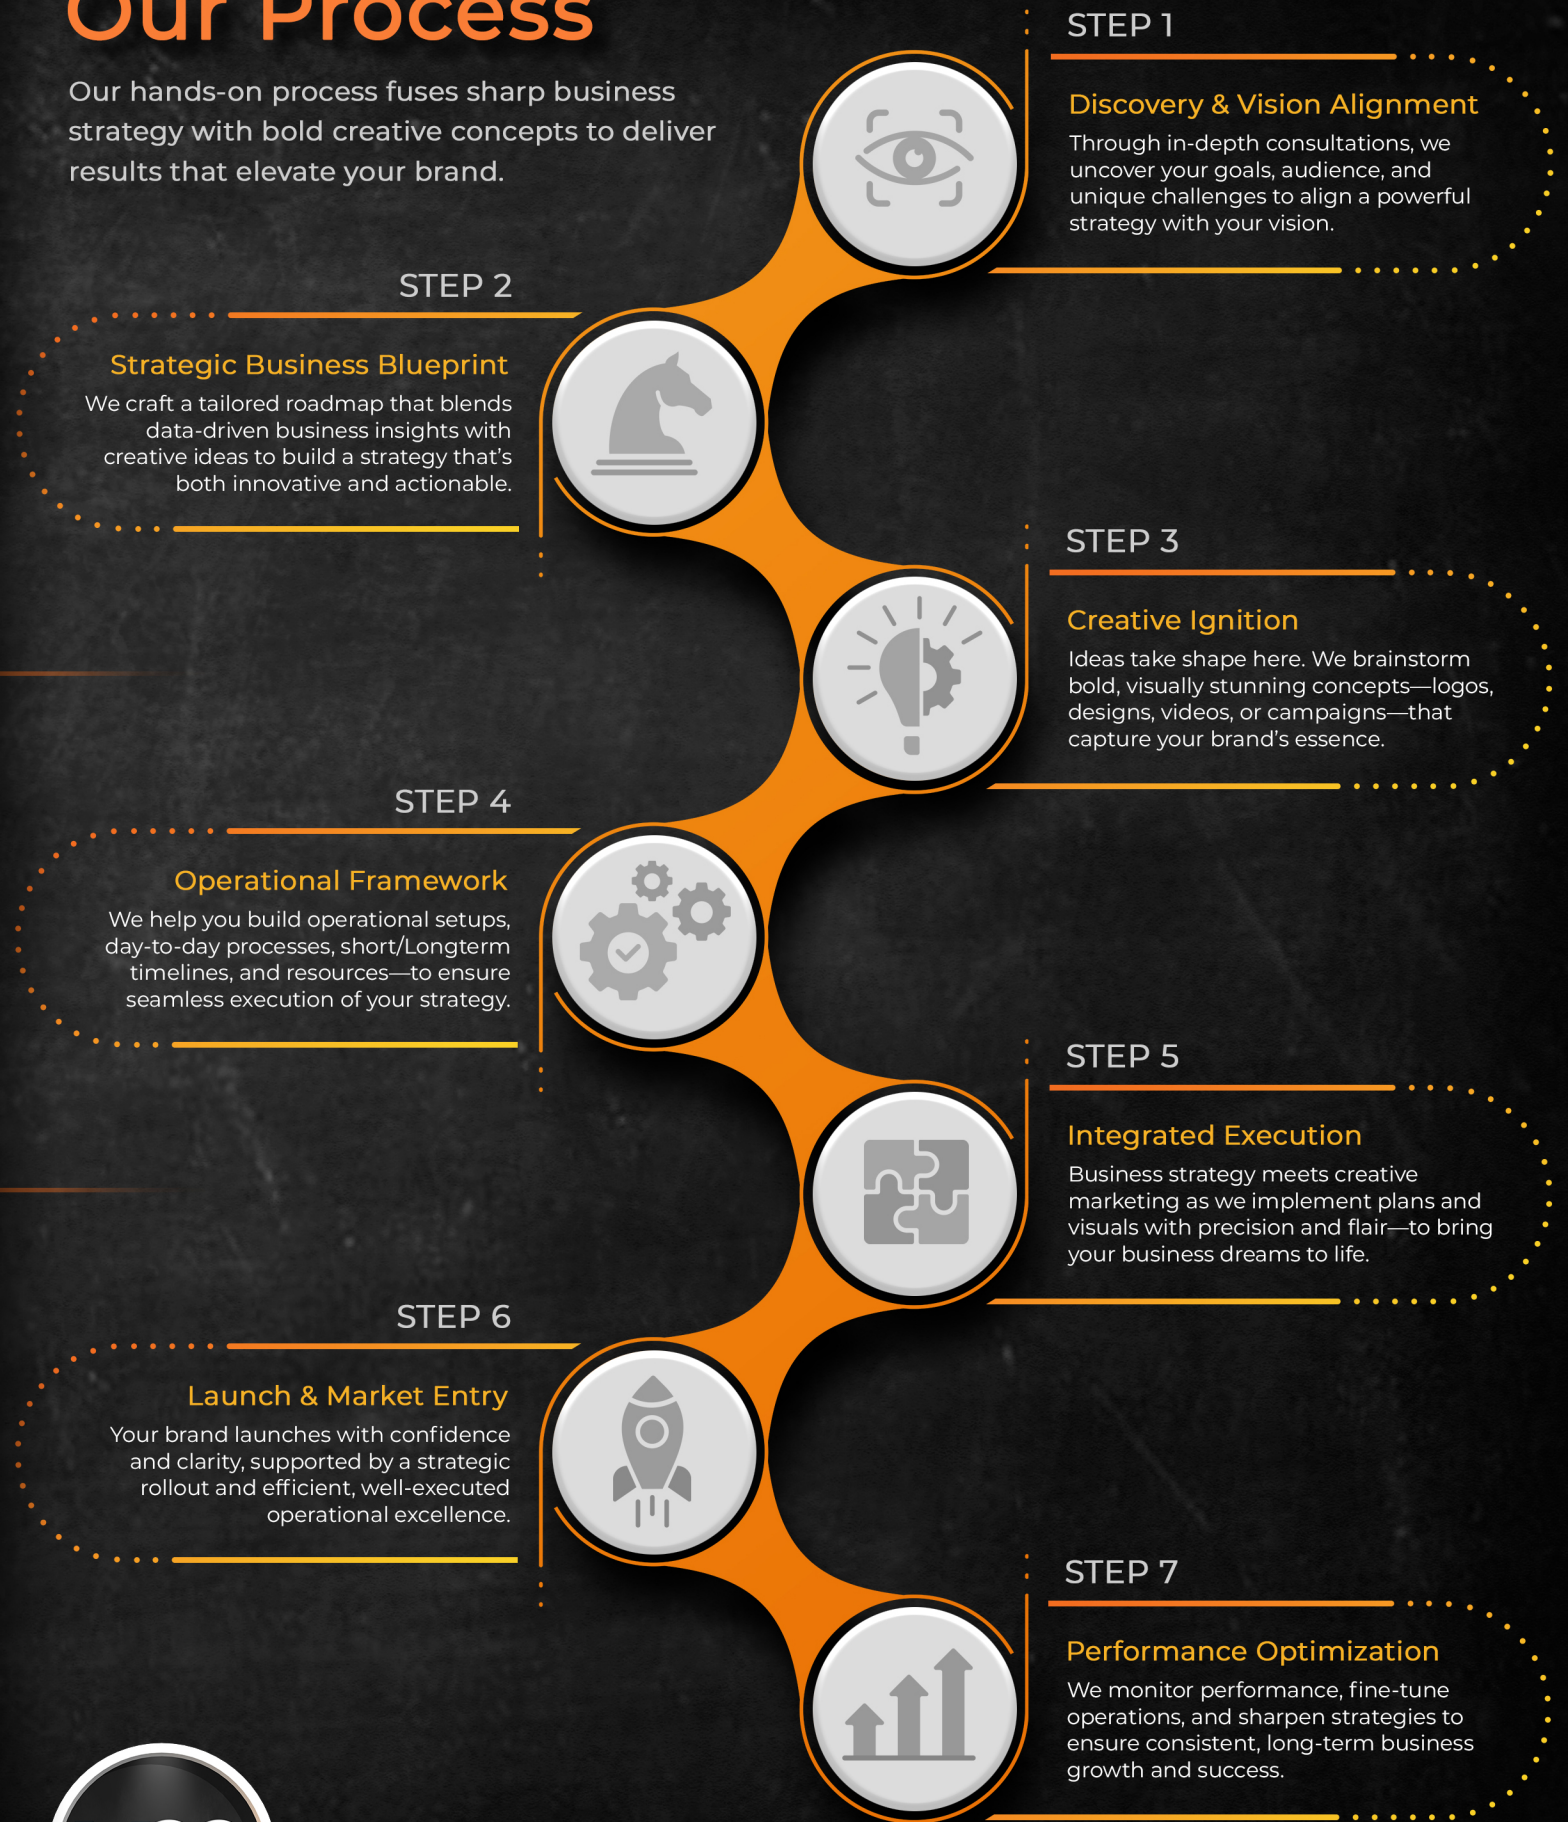 Our Process
Our hands-on process fuses sharp business
strategy with bold creative concepts to deliver
results that elevate your brand.
STEP 1
Discovery & Vision Alignment
Through in-depth consultations, we
uncover your goals, audience, and
unique challenges to align a powerful
strategy with your vision.
STEP 2
Strategic Business Blueprint
We craft a tailored roadmap that blends
data-driven business insights with
creative ideas to build a strategy that's
both innovative and actionable.
STEP 3
Creative Ignition
Ideas take shape here. We brainstorm
bold, visually stunning concepts—logos,
designs, videos, or campaigns—that
capture your brand's essence.
STEP 4
Operational Framework
We help you build operational setups,
day-to-day processes, short/Longterm
timelines, and resources—to ensure
seamless execution of your strategy.
STEP 5
Integrated Execution
Business strategy meets creative
marketing as we implement plans and
visuals with precision and flair—to bring
your business dreams to life.
STEP 6
Launch & Market Entry
Your brand launches with confidence
and clarity, supported by a strategic
rollout and efficient, well-executed
operational excellence.
STEP 7
Performance Optimization
We monitor performance, fine-tune
operations, and sharpen strategies to
ensure consistent, long-term business
growth and success.